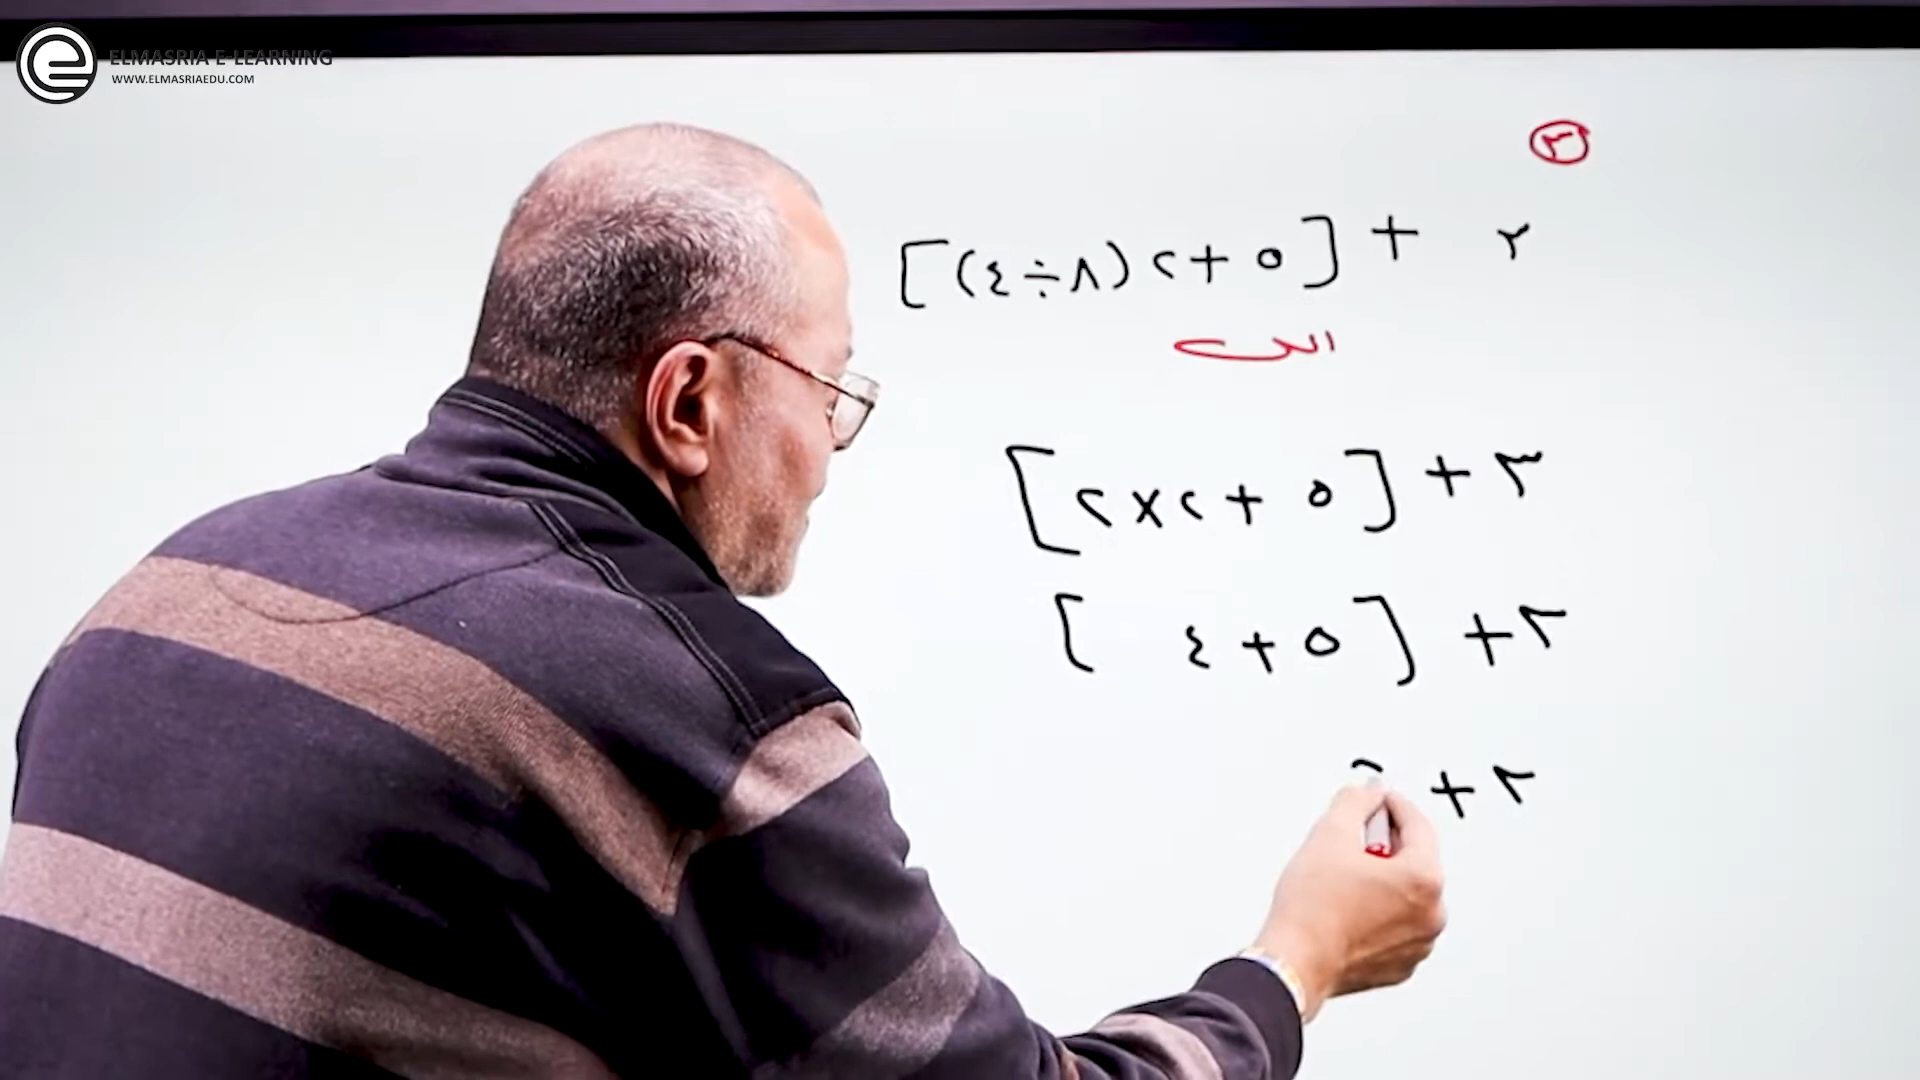 ELMASRIA E-LEARNING
WWW.ELMASRIAEDU.COM
٣
٣ + [٥ + ٢ (٨ ÷ ٤)]
٣ + [٥ + ٢ × ٢]
٣ + [٥ + ٤]
٣ +